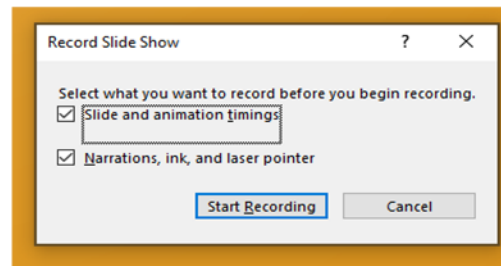 Record Slide Show ?
Select what you want to record before you begin recording.
Slide and animation timings
Narrations, ink, and laser pointer
Start Recording Cancel